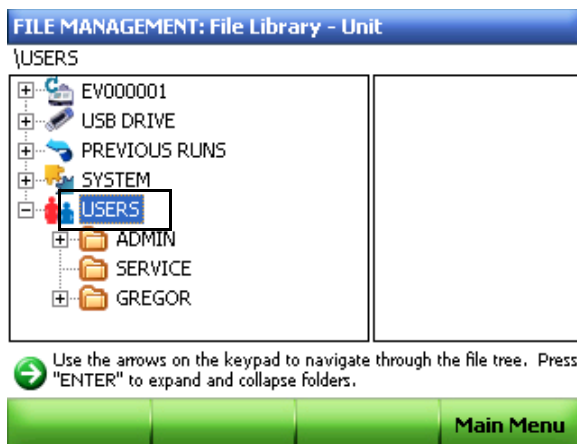 FILE MANAGEMENT: File Library - Unit
\USERS
EV000001
USB DRIVE
PREVIOUS RUNS
SYSTEM
USERS
ADMIN
SERVICE
GREGOR
Use the arrows on the keypad to navigate through the file tree. Press
"ENTER" to expand and collapse folders.
Main Menu